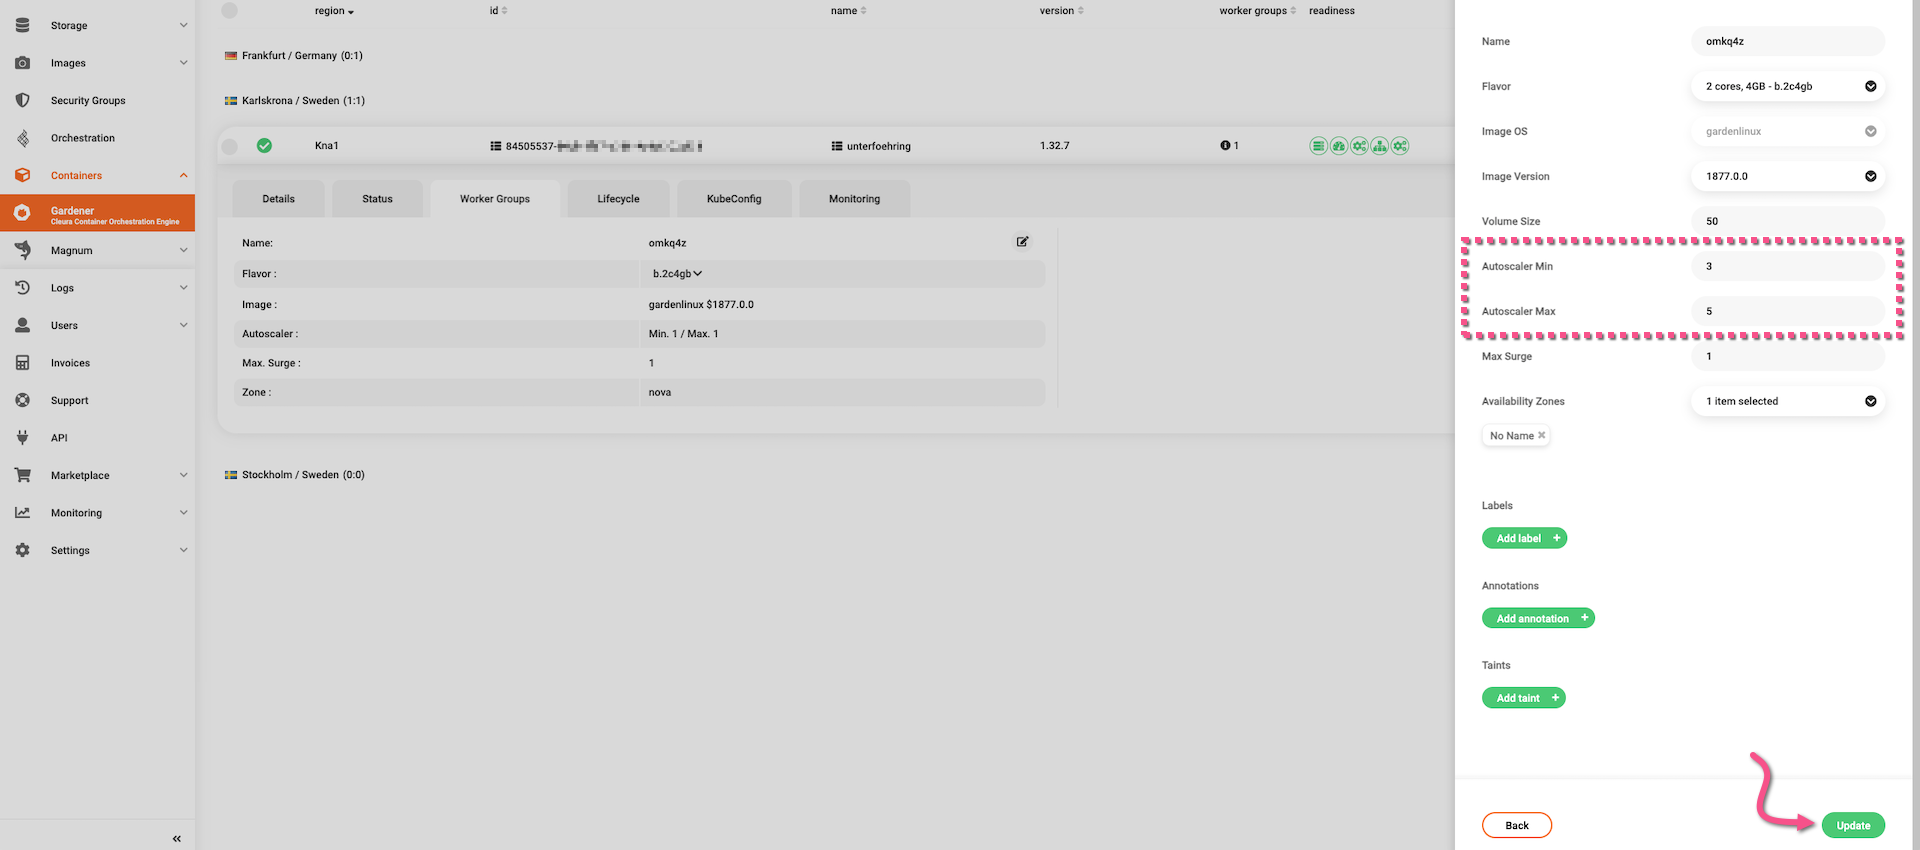 Storage
Images
Security Groups
Orchestration
Containers
Gardener
Cleura Container Orchestration Engine
Magnum
Logs
Users
Invoices
Support
API
Marketplace
Monitoring
Settings
region id name version worker groups readiness
Frankfurt / Germany (0:1)
Karlskrona / Sweden (1:1)
Kna1 84505537- unterfoehring 1.32.7 1
Details Status Worker Groups Lifecycle KubeConfig Monitoring
Name: omkq4z
Flavor : b.2c4gb
Image : gardenlinux $1877.0.0
Autoscaler : Min. 1 / Max. 1
Max. Surge : 1
Zone : nova
Stockholm / Sweden (0:0)
Name omkq4z
Flavor 2 cores, 4GB - b.2c4gb
Image OS gardenlinux
Image Version 1877.0.0
Volume Size 50
Autoscaler Min 3
Autoscaler Max 5
Max Surge 1
Availability Zones 1 item selected
No Name
Labels
Add label +
Annotations
Add annotation +
Taints
Add taint +
Back Update